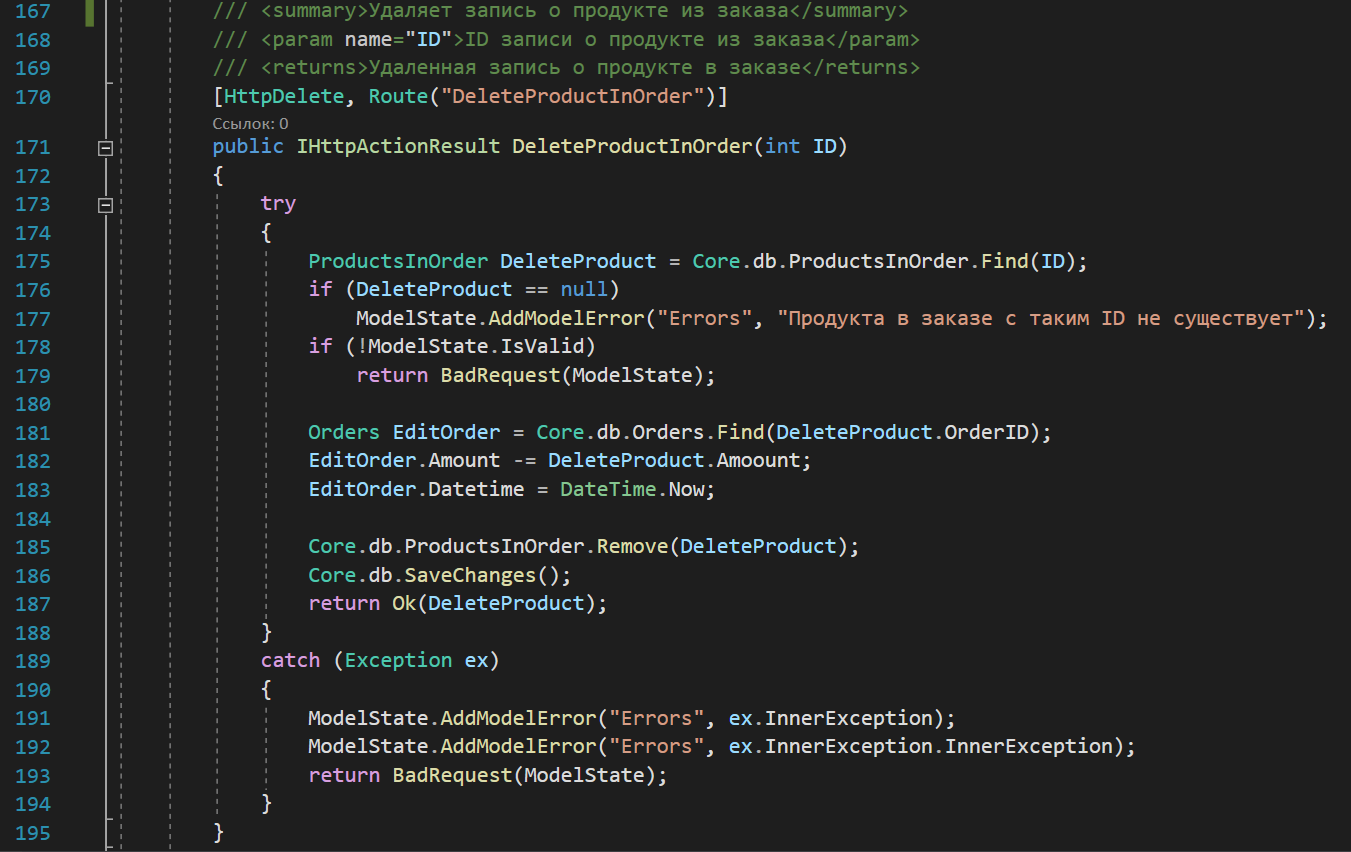 167 /// <summary>Удаляет запись о продукте из заказа</summary>
168 /// <param name="ID">ID записи о продукте из заказа</param>
169 /// <returns>Удаленная запись о продукте в заказе</returns>
170 [HttpDelete, Route("DeleteProductInOrder")]
Ссылок: 0
171 public IHttpActionResult DeleteProductInOrder(int ID)
172 {
173 try
174 {
175 ProductsInOrder DeleteProduct = Core.db.ProductsInOrder.Find(ID);
176 if (DeleteProduct == null)
177 ModelState.AddModelError("Errors", "Продукта в заказе с таким ID не существует");
178 if (!ModelState.IsValid)
179 return BadRequest(ModelState);
180
181 Orders EditOrder = Core.db.Orders.Find(DeleteProduct.OrderID);
182 EditOrder.Amount -= DeleteProduct.Amoount;
183 EditOrder.Datetime = DateTime.Now;
184
185 Core.db.ProductsInOrder.Remove(DeleteProduct);
186 Core.db.SaveChanges();
187 return Ok(DeleteProduct);
188 }
189 catch (Exception ex)
190 {
191 ModelState.AddModelError("Errors", ex.InnerException);
192 ModelState.AddModelError("Errors", ex.InnerException.InnerException);
193 return BadRequest(ModelState);
194 }
195 }